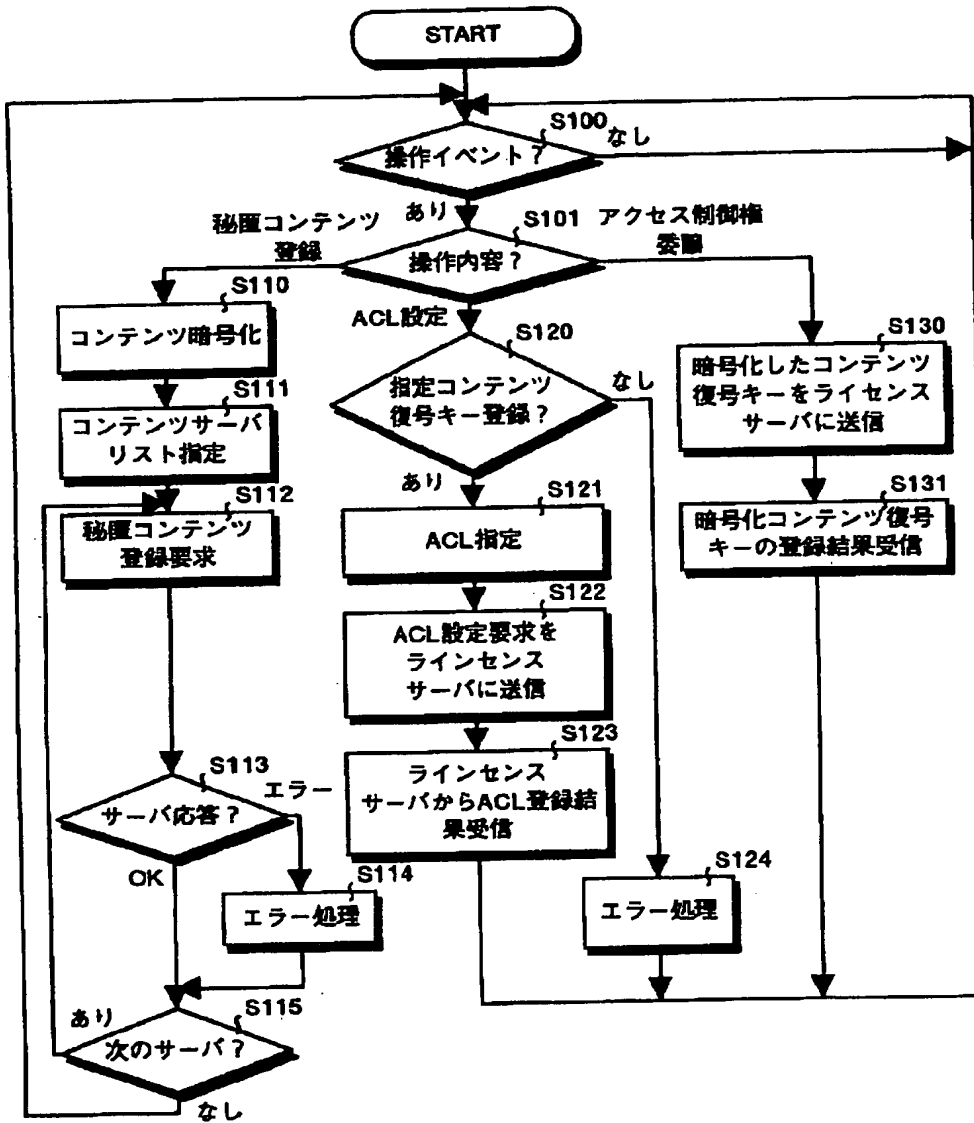 START
S100
操作イベント？
なし
あり
秘匿コンテンツ
登録
S101
操作内容？
アクセス制御権
委譲
S110
コンテンツ暗号化
S111
コンテンツサーバ
リスト指定
S112
秘匿コンテンツ
登録要求
S113
サーバ応答？
エラー
OK
S114
エラー処理
S115
あり
次のサーバ？
なし
ACL設定
S120
指定コンテンツ
復号キー登録？
なし
あり
S121
ACL指定
S122
ACL設定要求を
ラインセンス
サーバに送信
S123
ラインセンス
サーバからACL登録結
果受信
S124
エラー処理
S130
暗号化したコンテンツ
復号キーをライセンス
サーバに送信
S131
暗号化コンテンツ復号
キーの登録結果受信